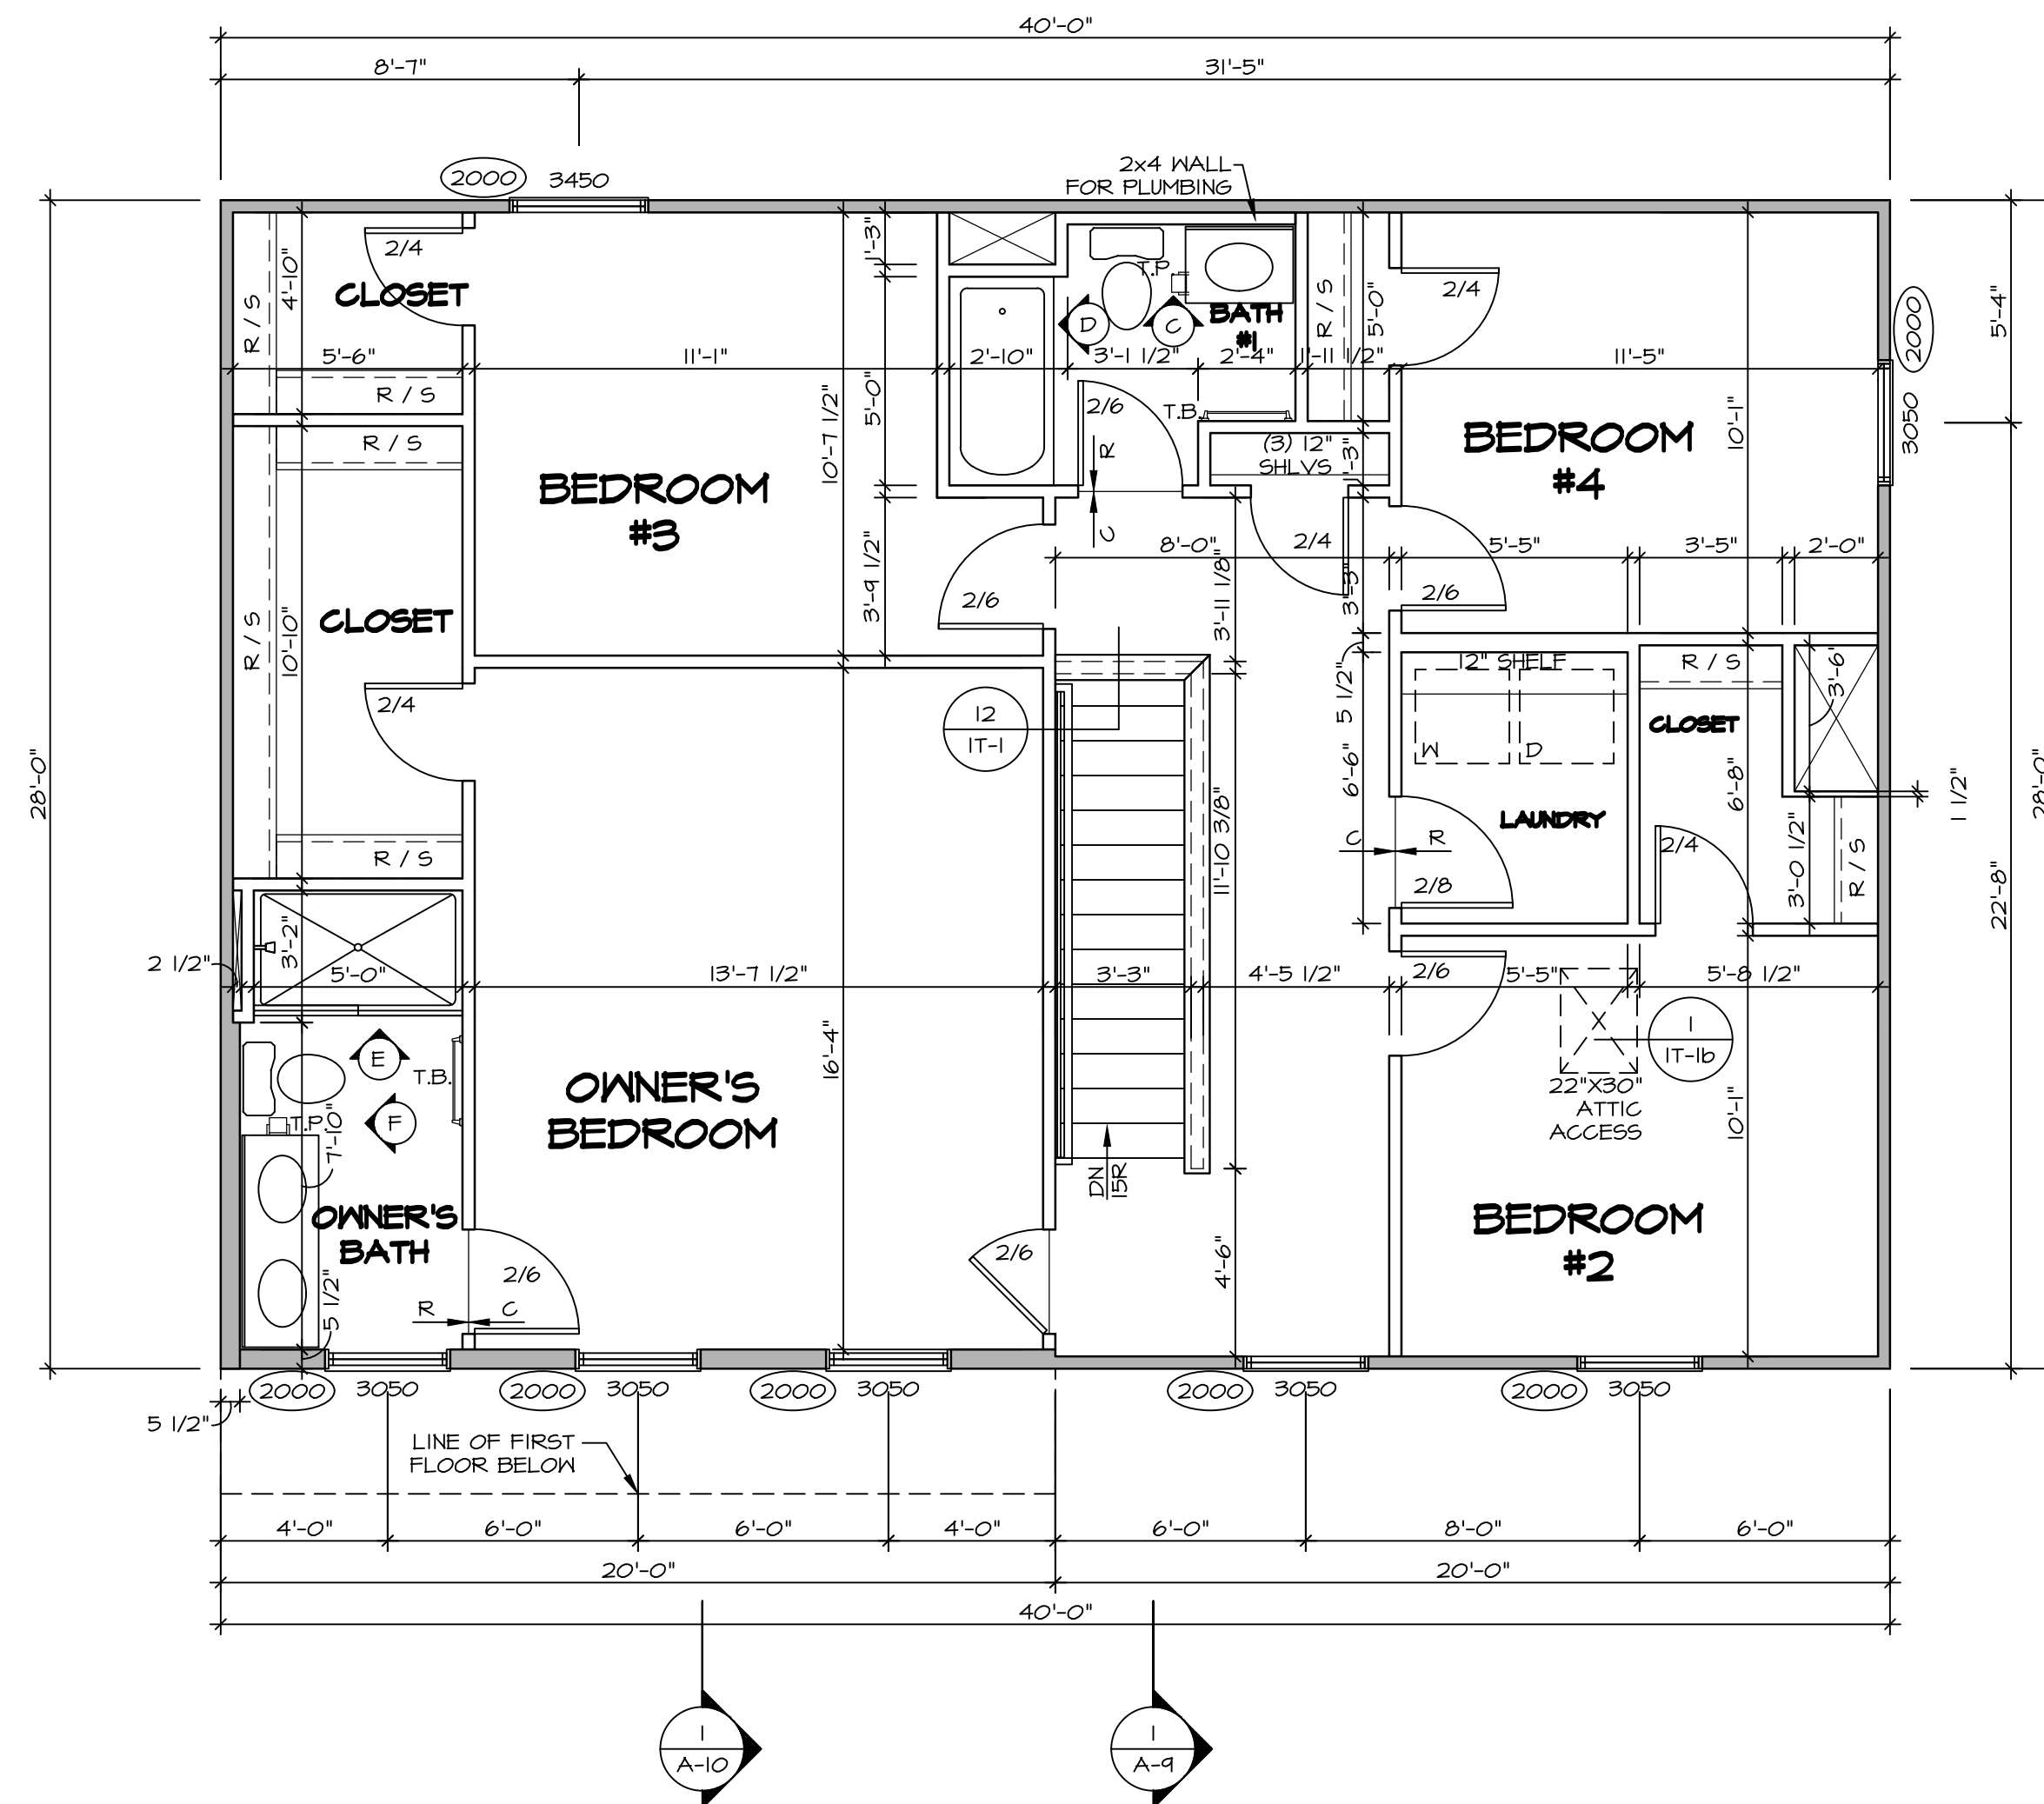 40'-0"
8'-7"
31'-5"
2x4 WALL
FOR PLUMBING
2000
3450
2/4
4'-10"
R / S
CLOSET
5'-6"
R / S
11'-1"
1'-3"
5'-0"
10'-7 1/2"
3'-9 1/2"
BEDROOM
#3
2'-10"
T.P.
D
C
BATH
#1
3'-1 1/2"
2'-4"
1'-11 1/2"
R / S
5'-0"
2/4
11'-5"
2000
3050
5'-4"
2/6
T.B.
R
C
(3) 12"
SHLVS
1'-3"
BEDROOM
#4
10'-1"
R / S
CLOSET
R / S
10'-10"
2/4
R / S
2/6
8'-0"
2/4
3'-11 1/8"
3'-3"
2/6
5'-5"
3'-5"
2'-0"
12
1T-1
5 1/2"
12" SHELF
W
D
R / S
CLOSET
3'-6"
6'-6"
6'-8"
LAUNDRY
11'-10 3/8"
C
R
2/8
2/4
3'-0 1/2"
R / S
1 1/2"
28'-0"
28'-0"
22'-8"
2 1/2"
3'-2"
5'-0"
13'-7 1/2"
3'-3"
4'-5 1/2"
2/6
5'-5"
5'-8 1/2"
16'-4"
E
T.B.
F
T.P.
7'-10"
OWNER'S
BEDROOM
1
1T-1b
22"X30"
ATTIC
ACCESS
10'-1"
DN
15R
OWNER'S
BATH
5 1/2"
2/6
R
C
2/6
4'-6"
BEDROOM
#2
2000
3050
2000
3050
2000
3050
2000
3050
2000
3050
5 1/2"
LINE OF FIRST
FLOOR BELOW
4'-0"
6'-0"
6'-0"
4'-0"
6'-0"
8'-0"
6'-0"
20'-0"
20'-0"
40'-0"
1
A-10
1
A-9